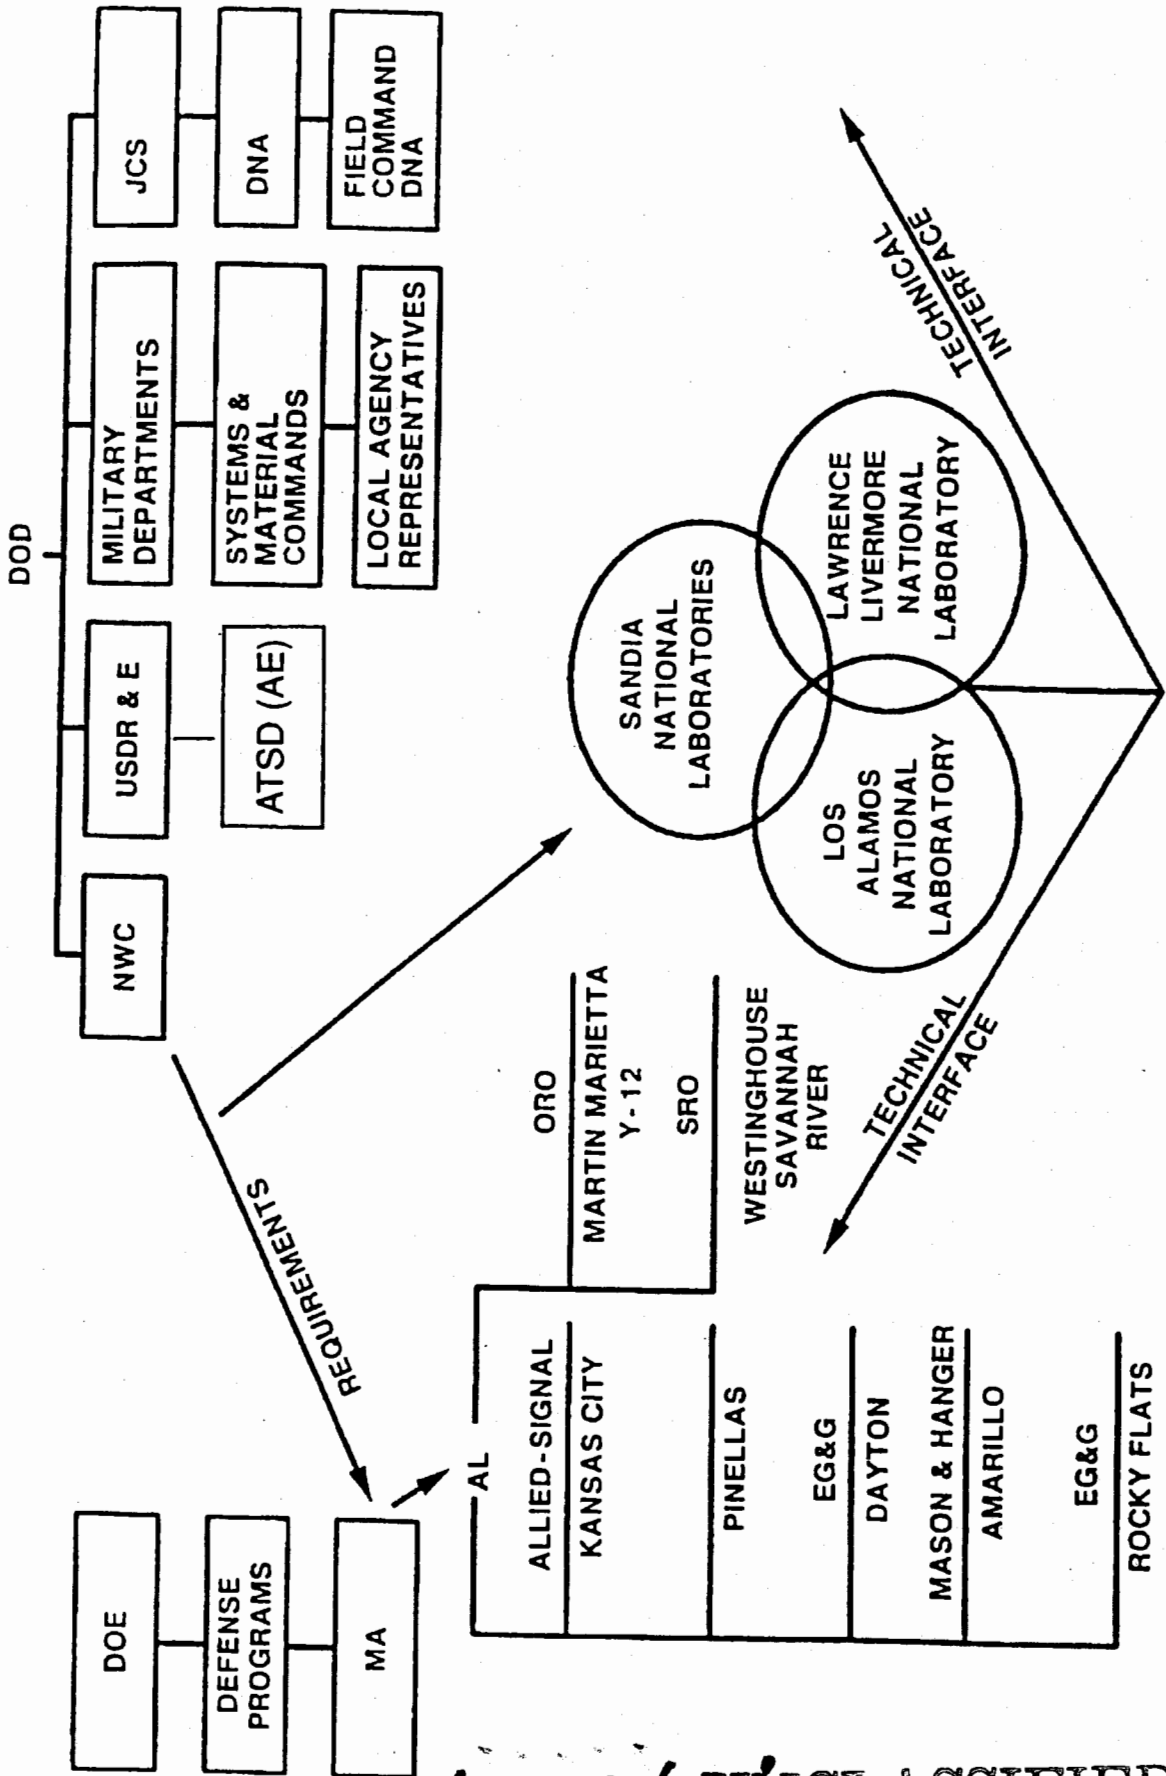 DOD
DOE
DEFENSE
PROGRAMS
MA
NWC
USDR & E
ATSD (AE)
MILITARY
DEPARTMENTS
SYSTEMS &
MATERIAL
COMMANDS
LOCAL AGENCY
REPRESENTATIVES
JCS
DNA
FIELD
COMMAND
DNA
REQUIREMENTS
AL
ALLIED-SIGNAL
KANSAS CITY
PINELLAS
EG&G
DAYTON
MASON & HANGER
AMARILLO
EG&G
ROCKY FLATS
ORO
MARTIN MARIETTA
Y-12
SRO
WESTINGHOUSE
SAVANNAH
RIVER
SANDIA
NATIONAL
LABORATORIES
LOS
ALAMOS
NATIONAL
LABORATORY
LAWRENCE
LIVERMORE
NATIONAL
LABORATORY
TECHNICAL
INTERFACE
TECHNICAL
INTERFACE